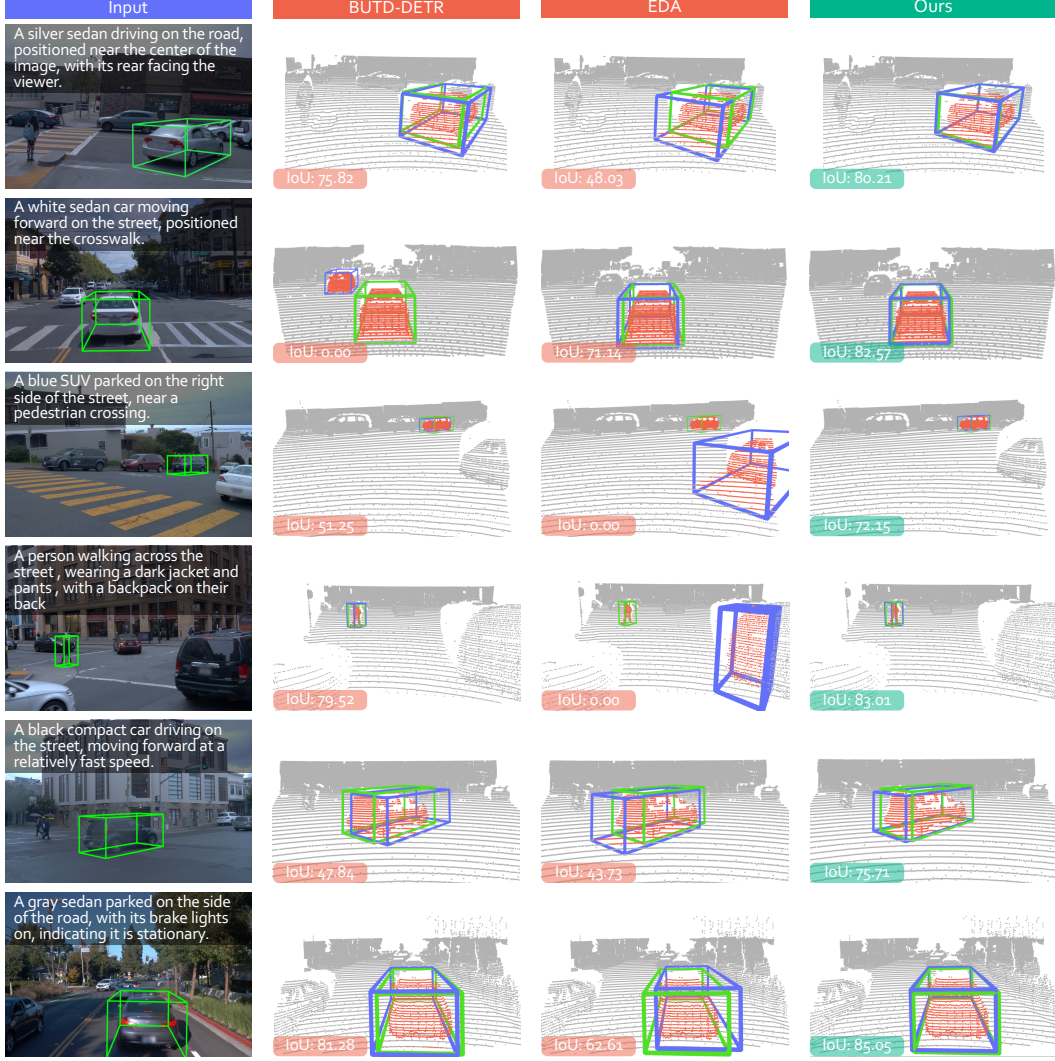 Input
BUTD-DETR
EDA
Ours
A silver sedan driving on the road,
positioned near the center of the
image, with its rear facing the
viewer.
IoU: 75.82
IoU: 48.03
IoU: 80.21
A white sedan car moving
forward on the street, positioned
near the crosswalk.
IoU: 0.00
IoU: 71.14
IoU: 82.57
A blue SUV parked on the right
side of the street, near a
pedestrian crossing.
IoU: 51.25
IoU: 0.00
IoU: 72.15
A person walking across the
street , wearing a dark jacket and
pants , with a backpack on their
back
IoU: 79.52
IoU: 0.00
IoU: 83.01
A black compact car driving on
the street, moving forward at a
relatively fast speed.
IoU: 47.84
IoU: 43.73
IoU: 75.71
A gray sedan parked on the side
of the road, with its brake lights
on, indicating it is stationary.
IoU: 81.28
IoU: 62.61
IoU: 85.05